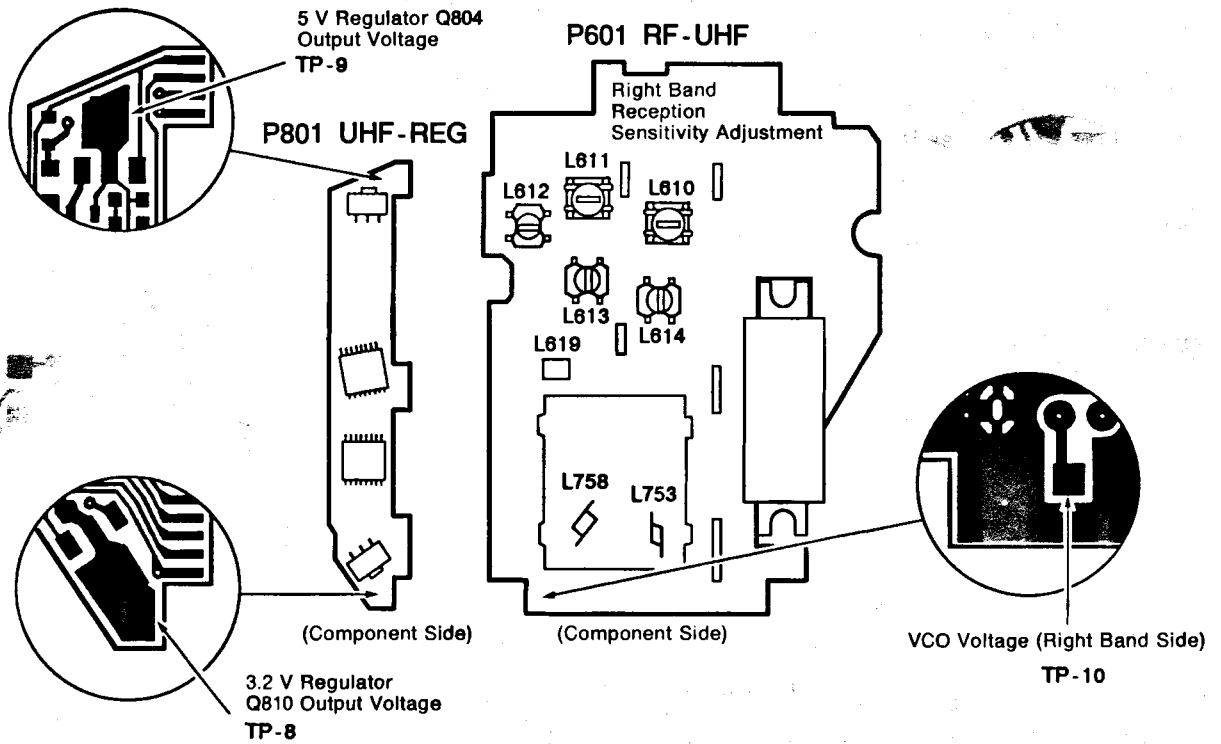 5 V Regulator Q804
Output Voltage
TP-9
P601 RF-UHF
Right Band
Reception
Sensitivity Adjustment
P801 UHF-REG
L611
L612
L610
L613
L614
L619
L758
L753
(Component Side)
(Component Side)
VCO Voltage (Right Band Side)
TP-10
3.2 V Regulator
Q810 Output Voltage
TP-8